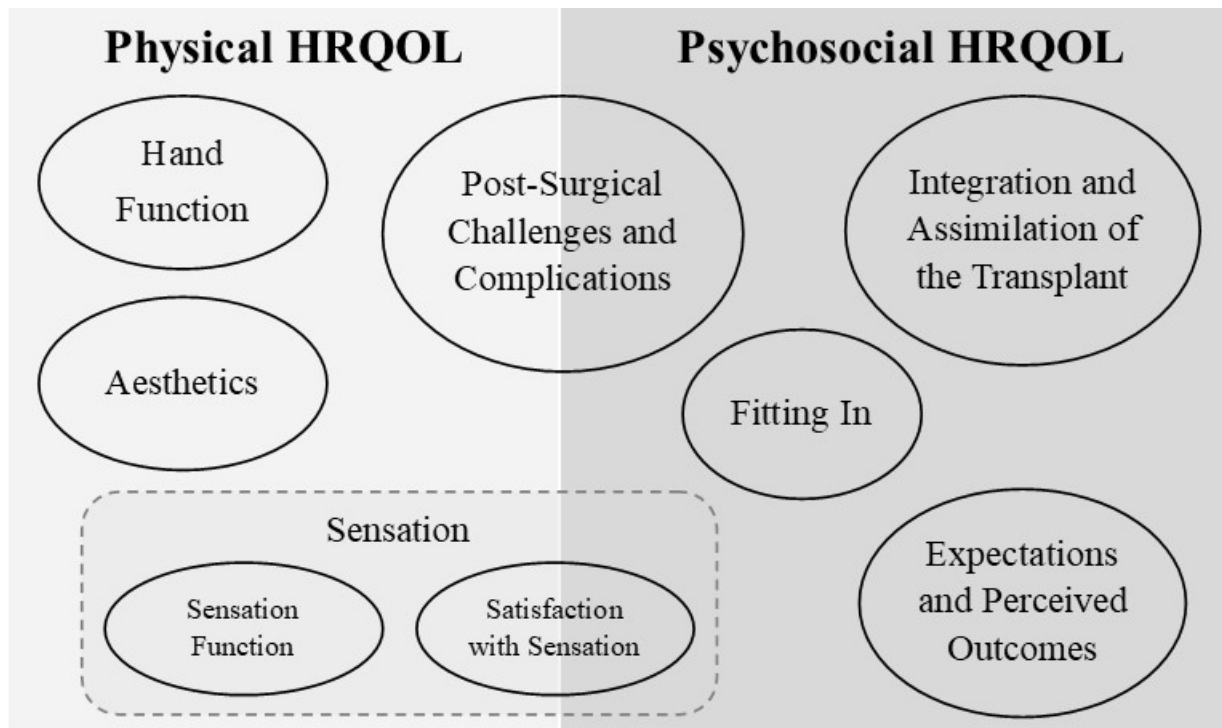 Physical HRQOL
Psychosocial HRQOL
Hand
Function
Post-Surgical
Challenges and
Complications
Integration and
Assimilation of
the Transplant
Aesthetics
Fitting In
Sensation
Sensation
Function
Satisfaction
with Sensation
Expectations
and Perceived
Outcomes